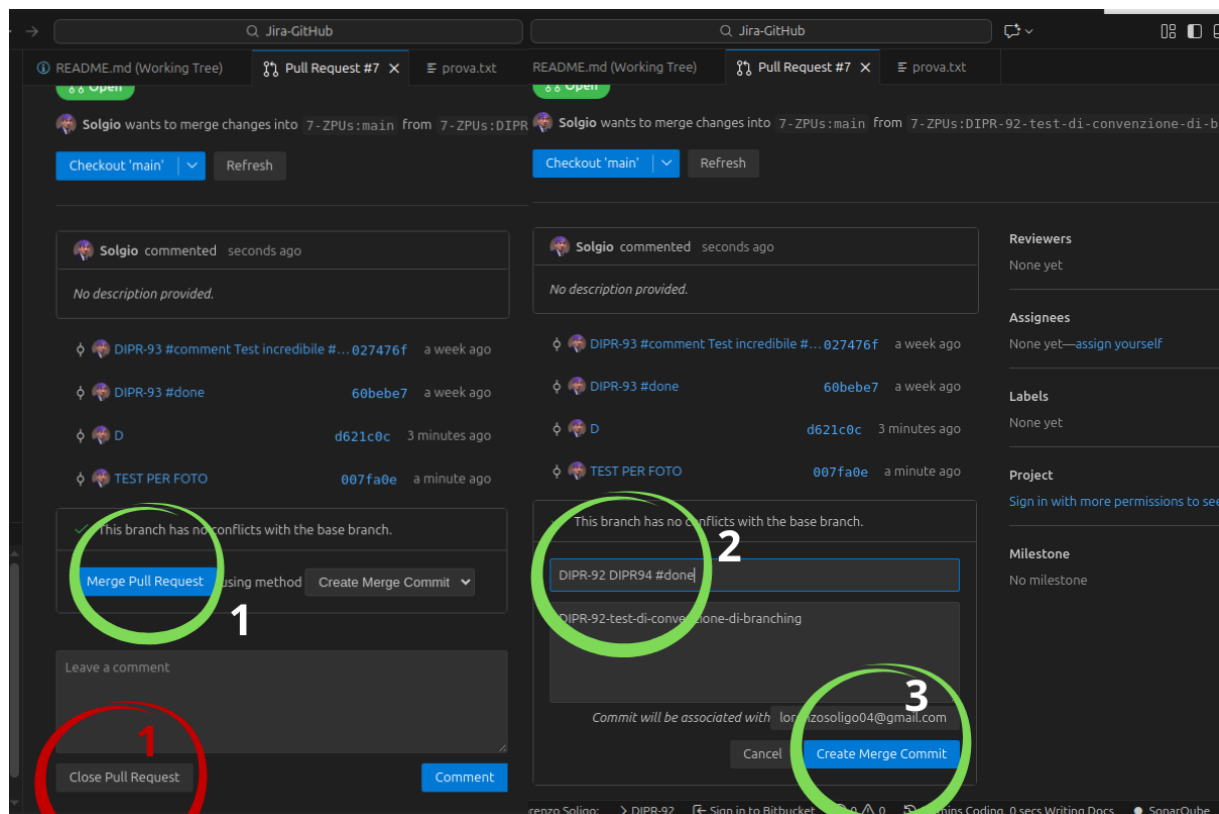 Jira-GitHub
README.md (Working Tree)
Pull Request #7
prova.txt
Open
Solgio wants to merge changes into 7-ZPUs:main from 7-ZPUs:DIPR
Checkout 'main'
Refresh
Solgio commented seconds ago
No description provided.
DIPR-93 #comment Test incredibile #... 027476f a week ago
DIPR-93 #done 60bebe7 a week ago
D d621c0c 3 minutes ago
TEST PER FOTO 007fa0e a minute ago
This branch has no conflicts with the base branch.
Merge Pull Request using method Create Merge Commit
1
Leave a comment
1
Close Pull Request
Comment
Jira-GitHub
README.md (Working Tree)
Pull Request #7
prova.txt
Open
Solgio wants to merge changes into 7-ZPUs:main from 7-ZPUs:DIPR-92-test-di-convenzione-di-b
Checkout 'main'
Refresh
Solgio commented seconds ago
No description provided.
DIPR-93 #comment Test incredibile #... 027476f a week ago
DIPR-93 #done 60bebe7 a week ago
D d621c0c 3 minutes ago
TEST PER FOTO 007fa0e a minute ago
This branch has no conflicts with the base branch.
2
DIPR-92 DIPR94 #done
DIPR-92-test-di-convenzione-di-branching
3
Commit will be associated with lorenzosoligo04@gmail.com
Cancel
Create Merge Commit
Reviewers
None yet
Assignees
None yet—assign yourself
Labels
None yet
Project
Sign in with more permissions to see
Milestone
No milestone
renzo Soligo: DIPR-92 Sign in to Bitbucket 0 0 mins Coding, 0 secs Writing Docs SonarQube